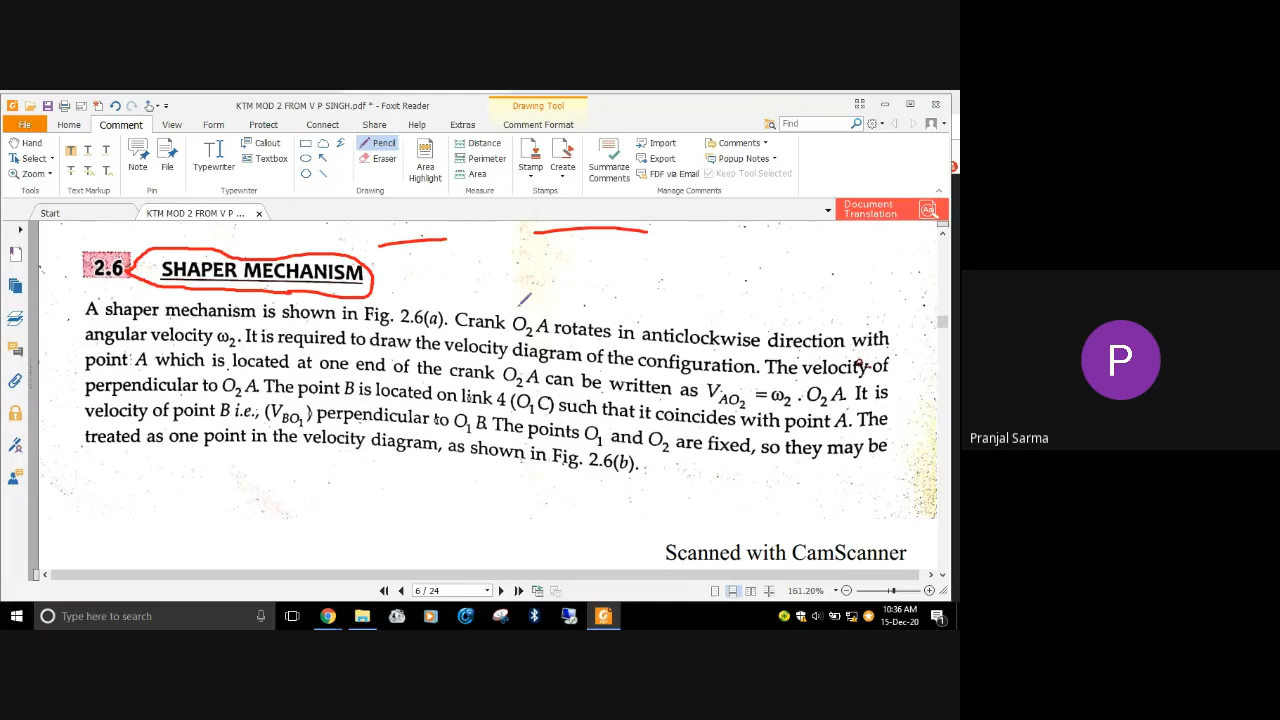 KTM MOD 2 FROM V P SINGH.pdf * - Foxit Reader
Drawing Tool
File Home Comment View Form Protect Connect Share Help Extras Comment Format
Find
Hand
Select
Zoom
Tools
T T T
T T T
Text Markup
Note File
Pin
Typewriter
Callout
Textbox
Typewriter
Pencil
Eraser
Drawing
Area Highlight
Distance
Perimeter
Area
Measure
Stamp Create
Stamps
Summarize Comments
Import
Export
FDF via Email
Comments
Popup Notes
Keep Tool Selected
Manage Comments
Start
KTM MOD 2 FROM V P ...
Document Translation
2.6 SHAPER MECHANISM
A shaper mechanism is shown in Fig. 2.6(a). Crank O₂A rotates in anticlockwise direction with
angular velocity ω₂. It is required to draw the velocity diagram of the configuration. The velocity of
point A which is located at one end of the crank O₂A can be written as V_AO₂ = ω₂ . O₂A. It is
perpendicular to O₂A. The point B is located on link 4 (O₁C) such that it coincides with point A. The
velocity of point B i.e., (V_BO₁) perpendicular to O₁B. The points O₁ and O₂ are fixed, so they may be
treated as one point in the velocity diagram, as shown in Fig. 2.6(b).
Scanned with CamScanner
6 / 24
161.20%
Type here to search
10:36 AM
15-Dec-20
P
Pranjal Sarma